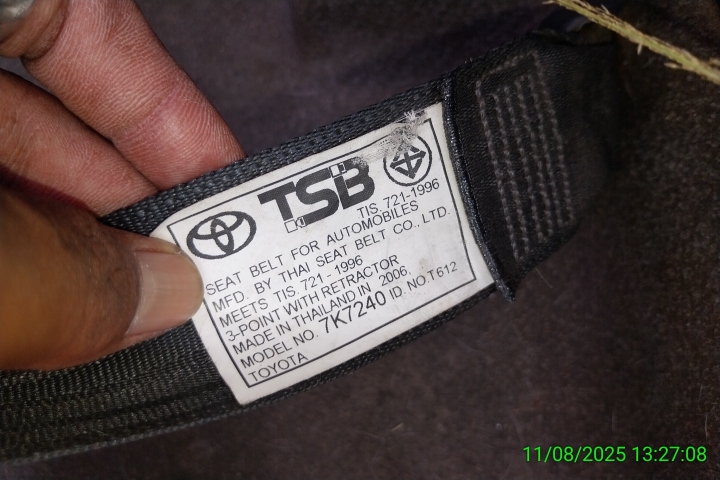 TSB
TIS 721-1996
SEAT BELT FOR AUTOMOBILES
MFD. BY THAI SEAT BELT CO., LTD.
MEETS TIS 721-1996
3-POINT WITH RETRACTOR
MADE IN THAILAND IN 2006,
MODEL NO. 7K7240 ID. NO.T612
TOYOTA
11/08/2025 13:27:08